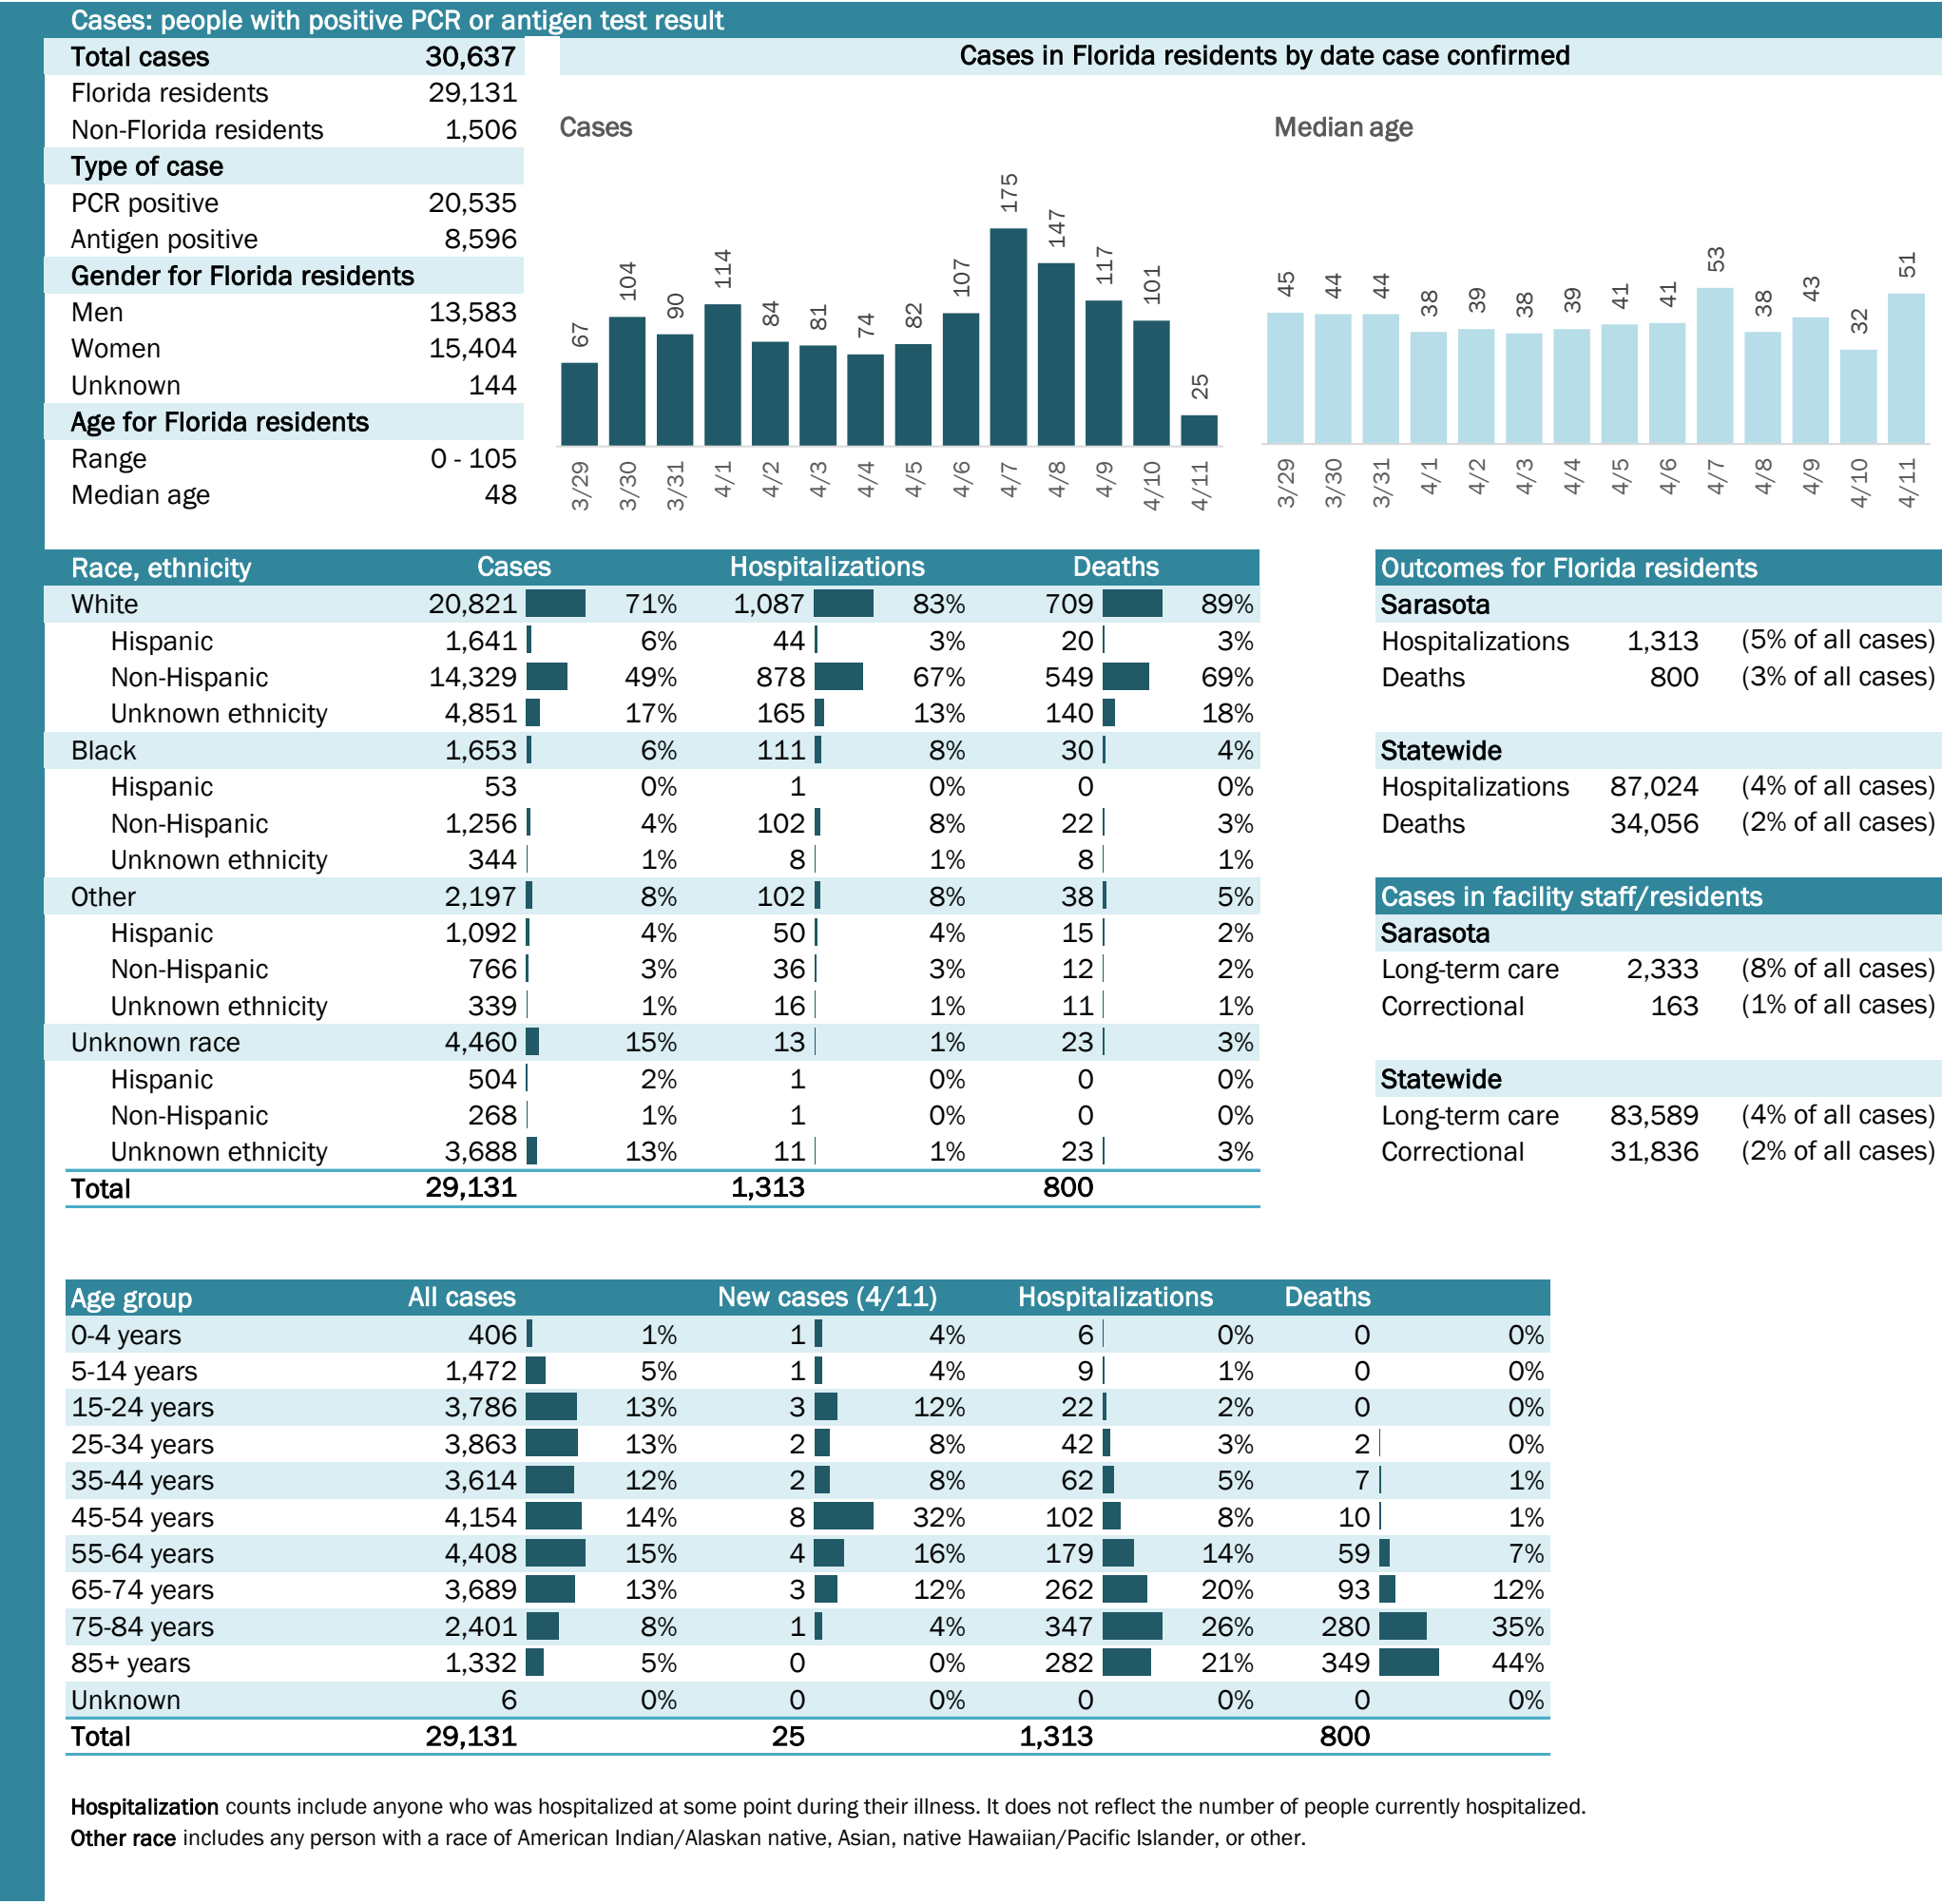 Cases: people with positive PCR or antigen test result
Total cases 30,637
Florida residents 29,131
Non-Florida residents 1,506
Type of case
PCR positive 20,535
Antigen positive 8,596
Gender for Florida residents
Men 13,583
Women 15,404
Unknown 144
Age for Florida residents
Range 0 - 105
Median age 48
Cases in Florida residents by date case confirmed
Cases
67 104 90 114 84 81 74 82 107 175 147 117 101 25
3/29 3/30 3/31 4/1 4/2 4/3 4/4 4/5 4/6 4/7 4/8 4/9 4/10 4/11
Median age
45 44 44 38 39 38 39 41 41 53 38 43 32 51
3/29 3/30 3/31 4/1 4/2 4/3 4/4 4/5 4/6 4/7 4/8 4/9 4/10 4/11
Race, ethnicity Cases Hospitalizations Deaths
White 20,821 71% 1,087 83% 709 89%
Hispanic 1,641 6% 44 3% 20 3%
Non-Hispanic 14,329 49% 878 67% 549 69%
Unknown ethnicity 4,851 17% 165 13% 140 18%
Black 1,653 6% 111 8% 30 4%
Hispanic 53 0% 1 0% 0 0%
Non-Hispanic 1,256 4% 102 8% 22 3%
Unknown ethnicity 344 1% 8 1% 8 1%
Other 2,197 8% 102 8% 38 5%
Hispanic 1,092 4% 50 4% 15 2%
Non-Hispanic 766 3% 36 3% 12 2%
Unknown ethnicity 339 1% 16 1% 11 1%
Unknown race 4,460 15% 13 1% 23 3%
Hispanic 504 2% 1 0% 0 0%
Non-Hispanic 268 1% 1 0% 0 0%
Unknown ethnicity 3,688 13% 11 1% 23 3%
Total 29,131 1,313 800
Outcomes for Florida residents
Sarasota
Hospitalizations 1,313 (5% of all cases)
Deaths 800 (3% of all cases)
Statewide
Hospitalizations 87,024 (4% of all cases)
Deaths 34,056 (2% of all cases)
Cases in facility staff/residents
Sarasota
Long-term care 2,333 (8% of all cases)
Correctional 163 (1% of all cases)
Statewide
Long-term care 83,589 (4% of all cases)
Correctional 31,836 (2% of all cases)
Age group All cases New cases (4/11) Hospitalizations Deaths
0-4 years 406 1% 1 4% 6 0% 0 0%
5-14 years 1,472 5% 1 4% 9 1% 0 0%
15-24 years 3,786 13% 3 12% 22 2% 0 0%
25-34 years 3,863 13% 2 8% 42 3% 2 0%
35-44 years 3,614 12% 2 8% 62 5% 7 1%
45-54 years 4,154 14% 8 32% 102 8% 10 1%
55-64 years 4,408 15% 4 16% 179 14% 59 7%
65-74 years 3,689 13% 3 12% 262 20% 93 12%
75-84 years 2,401 8% 1 4% 347 26% 280 35%
85+ years 1,332 5% 0 0% 282 21% 349 44%
Unknown 6 0% 0 0% 0 0% 0 0%
Total 29,131 25 1,313 800
Hospitalization counts include anyone who was hospitalized at some point during their illness. It does not reflect the number of people currently hospitalized.
Other race includes any person with a race of American Indian/Alaskan native, Asian, native Hawaiian/Pacific Islander, or other.